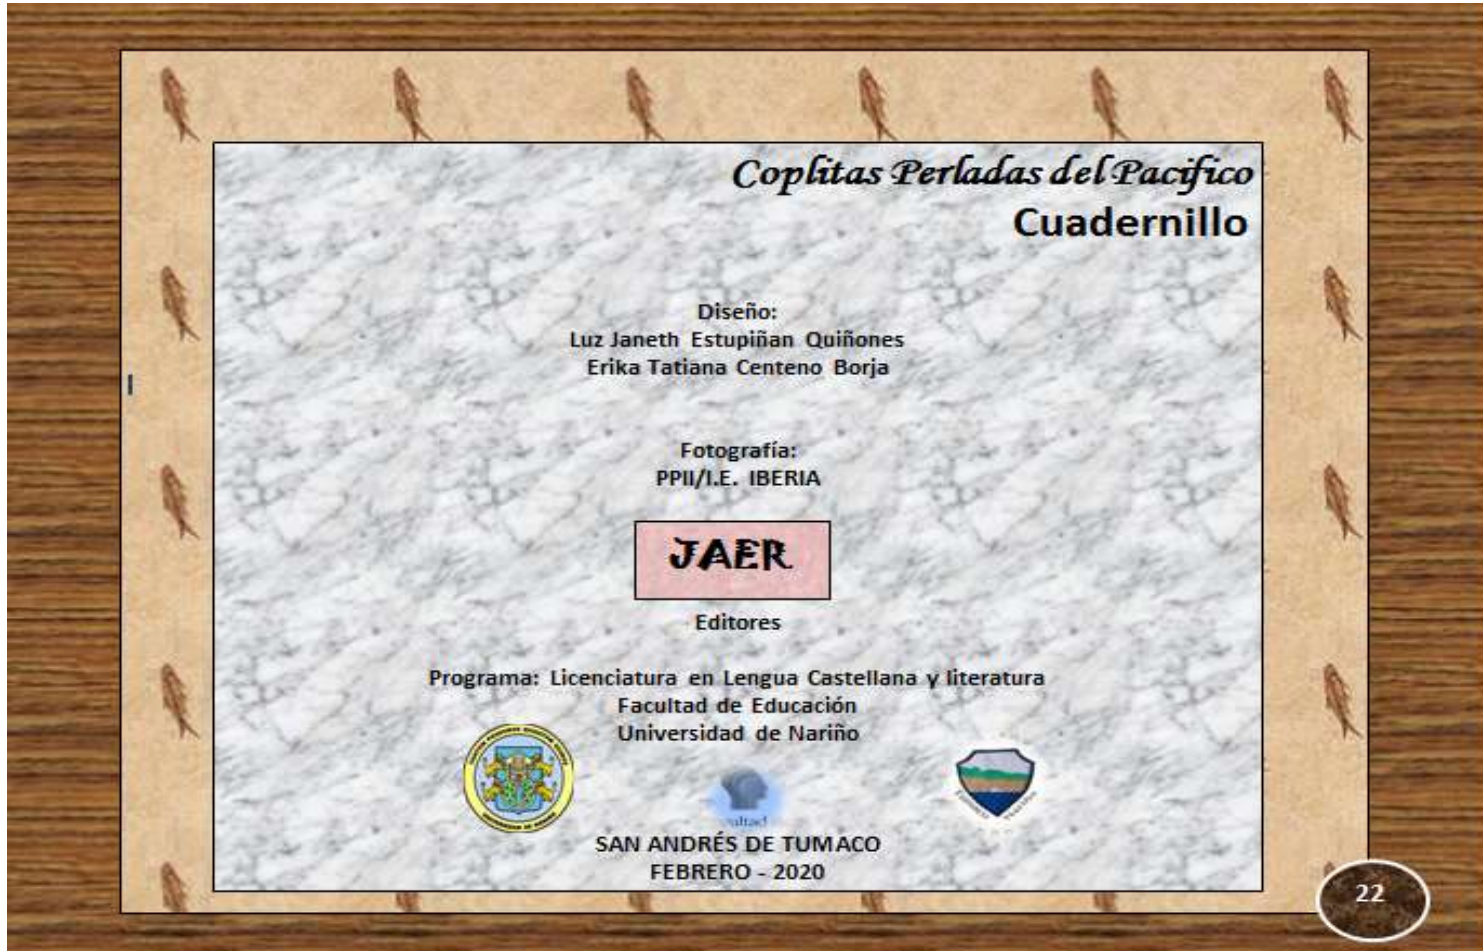 Coplitas Perladas del Pacifico
Cuadernillo
Diseño:
Luz Janeth Estupiñan Quiñones
Erika Tatiana Centeno Borja
Fotografía:
PPII/I.E. IBERIA
JAER
Editores
Programa: Licenciatura en Lengua Castellana y literatura
Facultad de Educación
Universidad de Nariño
SAN ANDRÉS DE TUMACO
FEBRERO - 2020
22